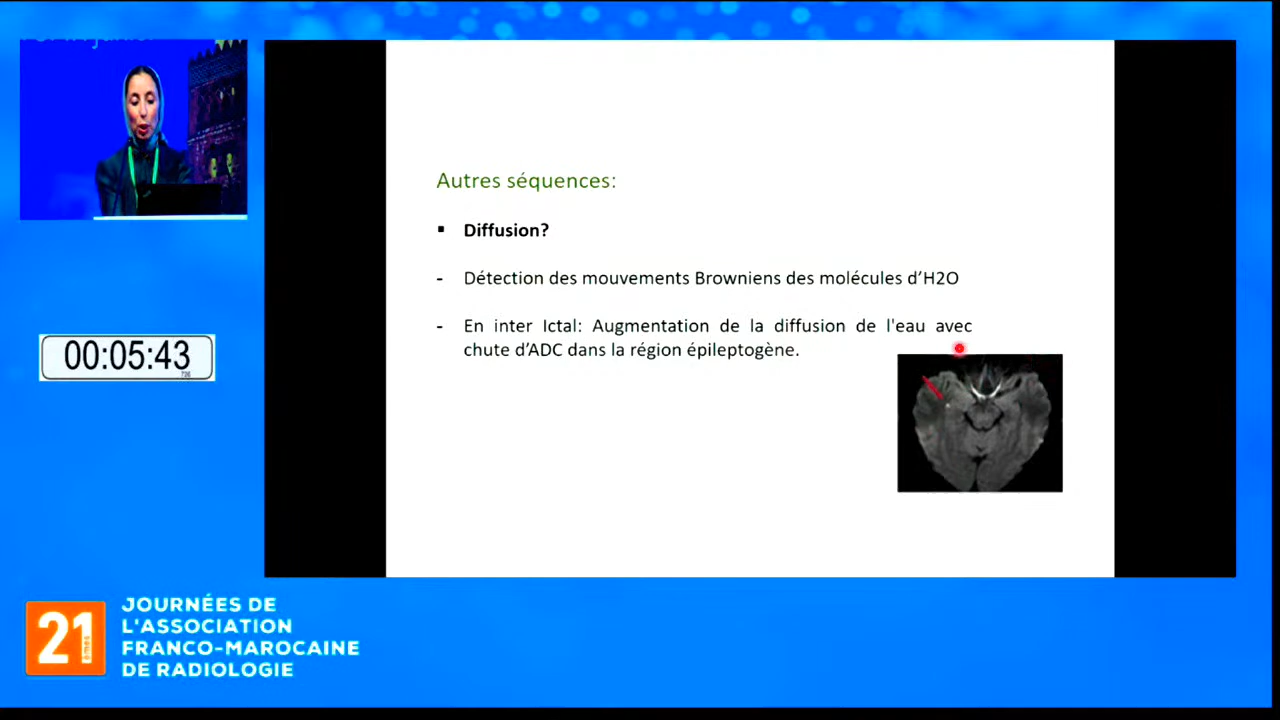 Autres séquences:
▪ Diffusion?
- Détection des mouvements Browniens des molécules d'H2O
- En inter Ictal: Augmentation de la diffusion de l'eau avec
chute d'ADC dans la région épileptogène.
00:05:43
21
èmes
JOURNÉES DE
L'ASSOCIATION
FRANCO-MAROCAINE
DE RADIOLOGIE